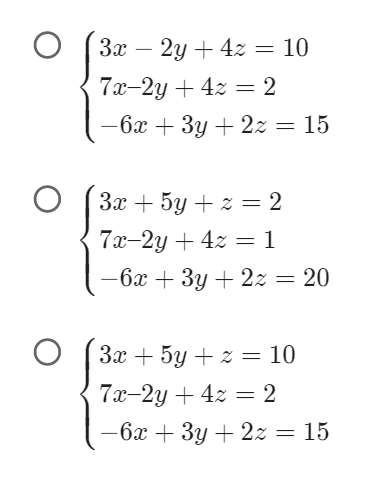 3x − 2y + 4z = 10
7x−2y + 4z = 2
−6x + 3y + 2z = 15
3x + 5y + z = 2
7x−2y + 4z = 1
−6x + 3y + 2z = 20
3x + 5y + z = 10
7x−2y + 4z = 2
−6x + 3y + 2z = 15